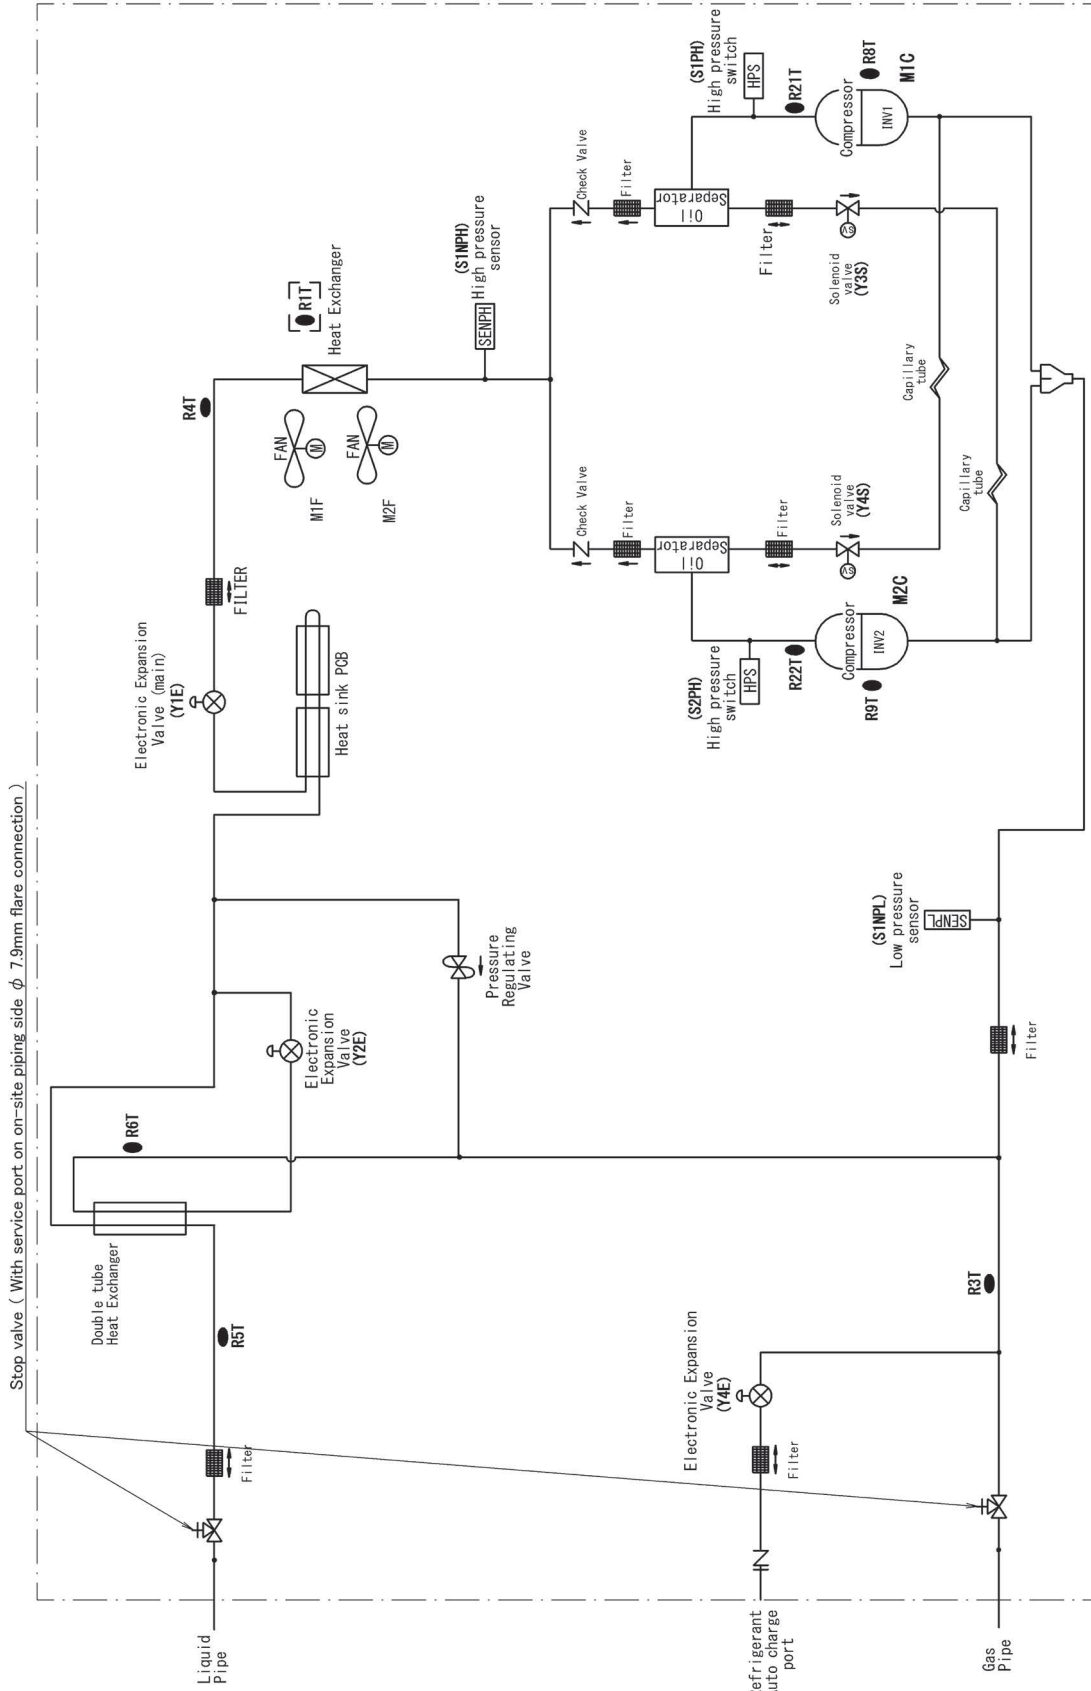 Stop valve ( With service port on on-site piping side ϕ 7.9mm flare connection )
Liquid
Pipe
Filter
R5T
Double tube
Heat Exchanger
R6T
Electronic
Expansion
Valve
(Y2E)
Pressure
Regulating
Valve
Electronic Expansion
Valve (main)
(Y1E)
FILTER
Heat sink PCB
R4T
FAN
M
M1F
FAN
M
M2F
R1T
Heat Exchanger
(S1NPH)
High pressure
sensor
SENPH
Check Valve
Filter
Oil
Separator
Filter
Solenoid
valve
(Y4S)
SV
(S2PH)
High pressure
switch
HPS
R22T
Compressor
INV2
M2C
R9T
Check Valve
Filter
Oil
Separator
Filter
Solenoid
valve
(Y3S)
SV
(S1PH)
High pressure
switch
HPS
R21T
Compressor
INV1
M1C
R8T
Capillary
tube
Capillary
tube
(S1NPL)
Low pressure
sensor
SENPL
Filter
R3T
Electronic Expansion
Valve
(Y4E)
Filter
efrigerant
uto charge
port
Gas
Pipe